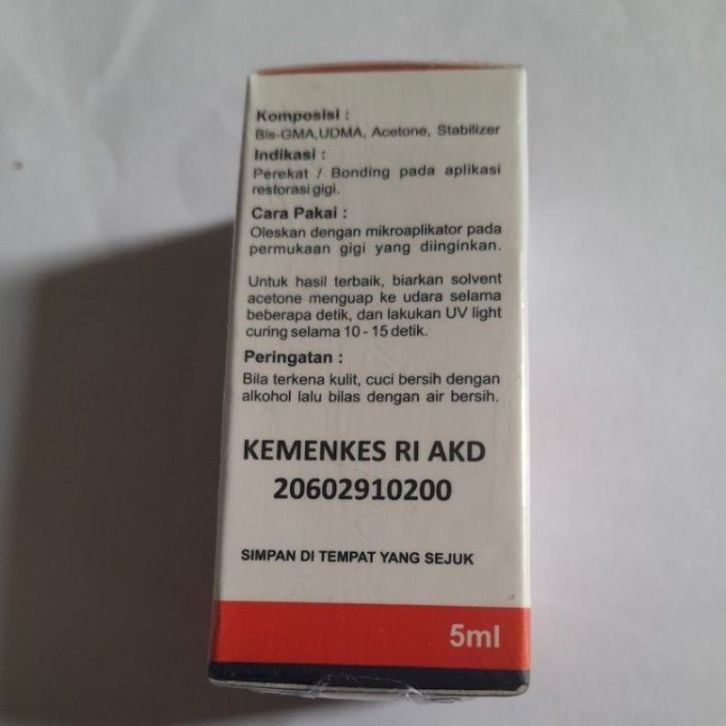 Komposisi :
Bis-GMA,UDMA, Acetone, Stabilizer
Indikasi :
Perekat / Bonding pada aplikasi
restorasi gigi.
Cara Pakai :
Oleskan dengan mikroaplikator pada
permukaan gigi yang diinginkan.
Untuk hasil terbaik, biarkan solvent
acetone menguap ke udara selama
beberapa detik, dan lakukan UV light
curing selama 10 - 15 detik.
Peringatan :
Bila terkena kulit, cuci bersih dengan
alkohol lalu bilas dengan air bersih.
KEMENKES RI AKD
20602910200
SIMPAN DI TEMPAT YANG SEJUK
5ml